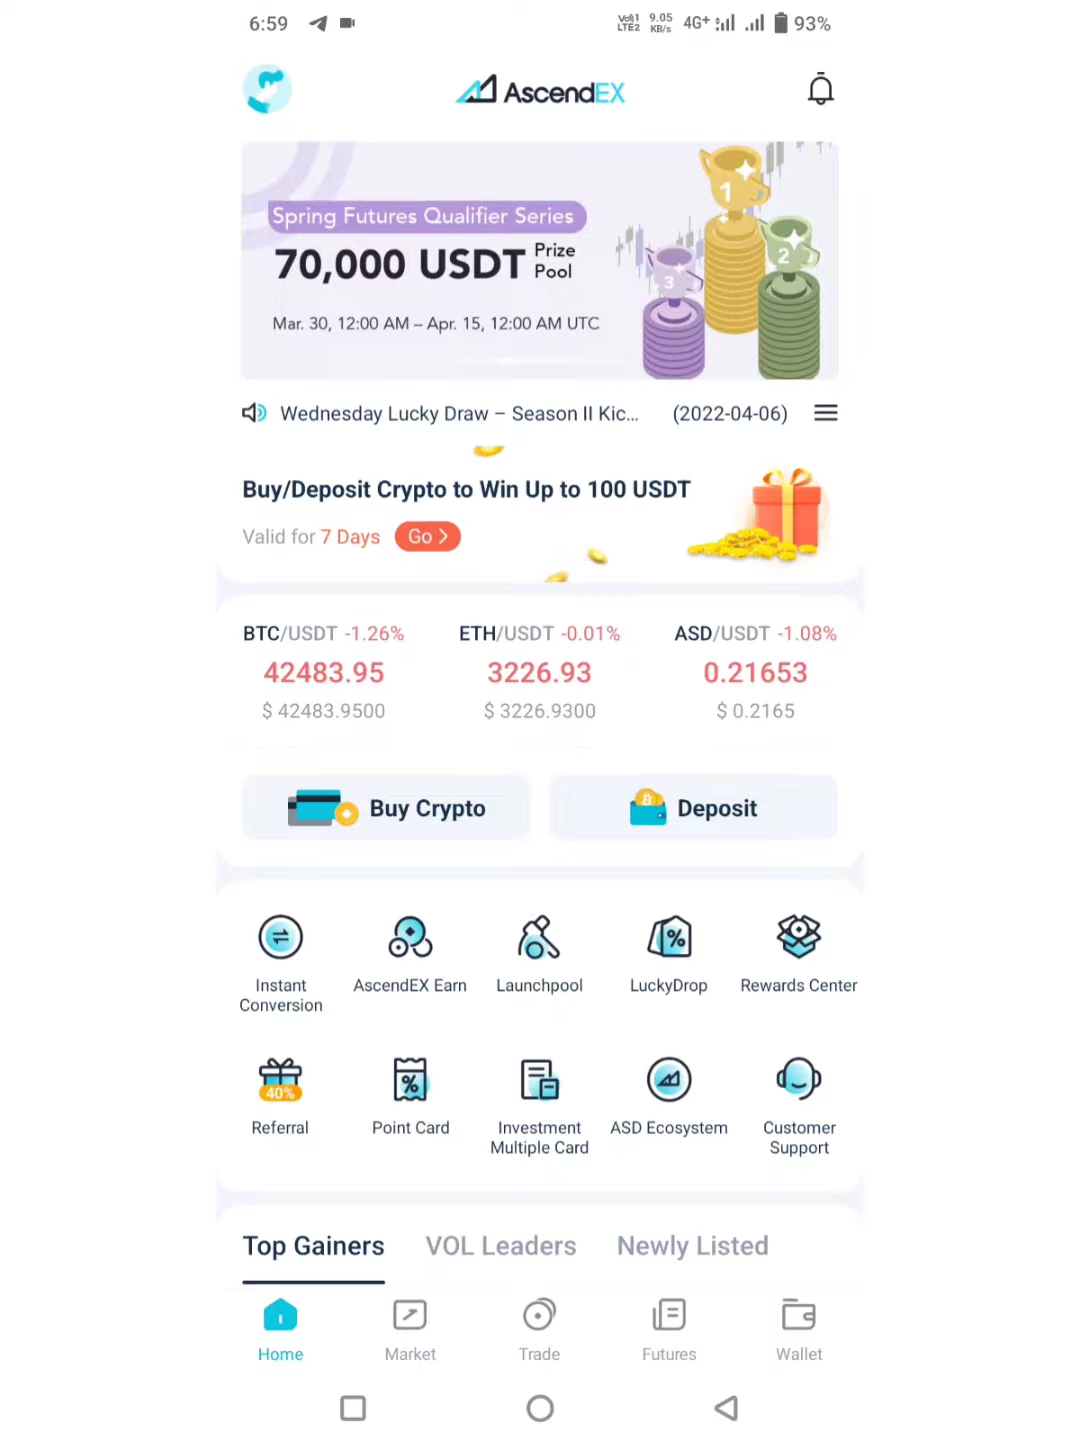 6:59
Vo)) 1
LTE2
9.05
KB/s
4G+
93%
AscendEX
Spring Futures Qualifier Series
70,000 USDT Prize Pool
Mar. 30, 12:00 AM – Apr. 15, 12:00 AM UTC
1
2
3
Wednesday Lucky Draw – Season II Kic... (2022-04-06)
Buy/Deposit Crypto to Win Up to 100 USDT
Valid for 7 Days Go >
BTC/USDT -1.26%
42483.95
$ 42483.9500
ETH/USDT -0.01%
3226.93
$ 3226.9300
ASD/USDT -1.08%
0.21653
$ 0.2165
Buy Crypto
Deposit
Instant
Conversion
AscendEX Earn
Launchpool
LuckyDrop
Rewards Center
40%
Referral
Point Card
Investment
Multiple Card
ASD Ecosystem
Customer
Support
Top Gainers VOL Leaders Newly Listed
Home Market Trade Futures Wallet